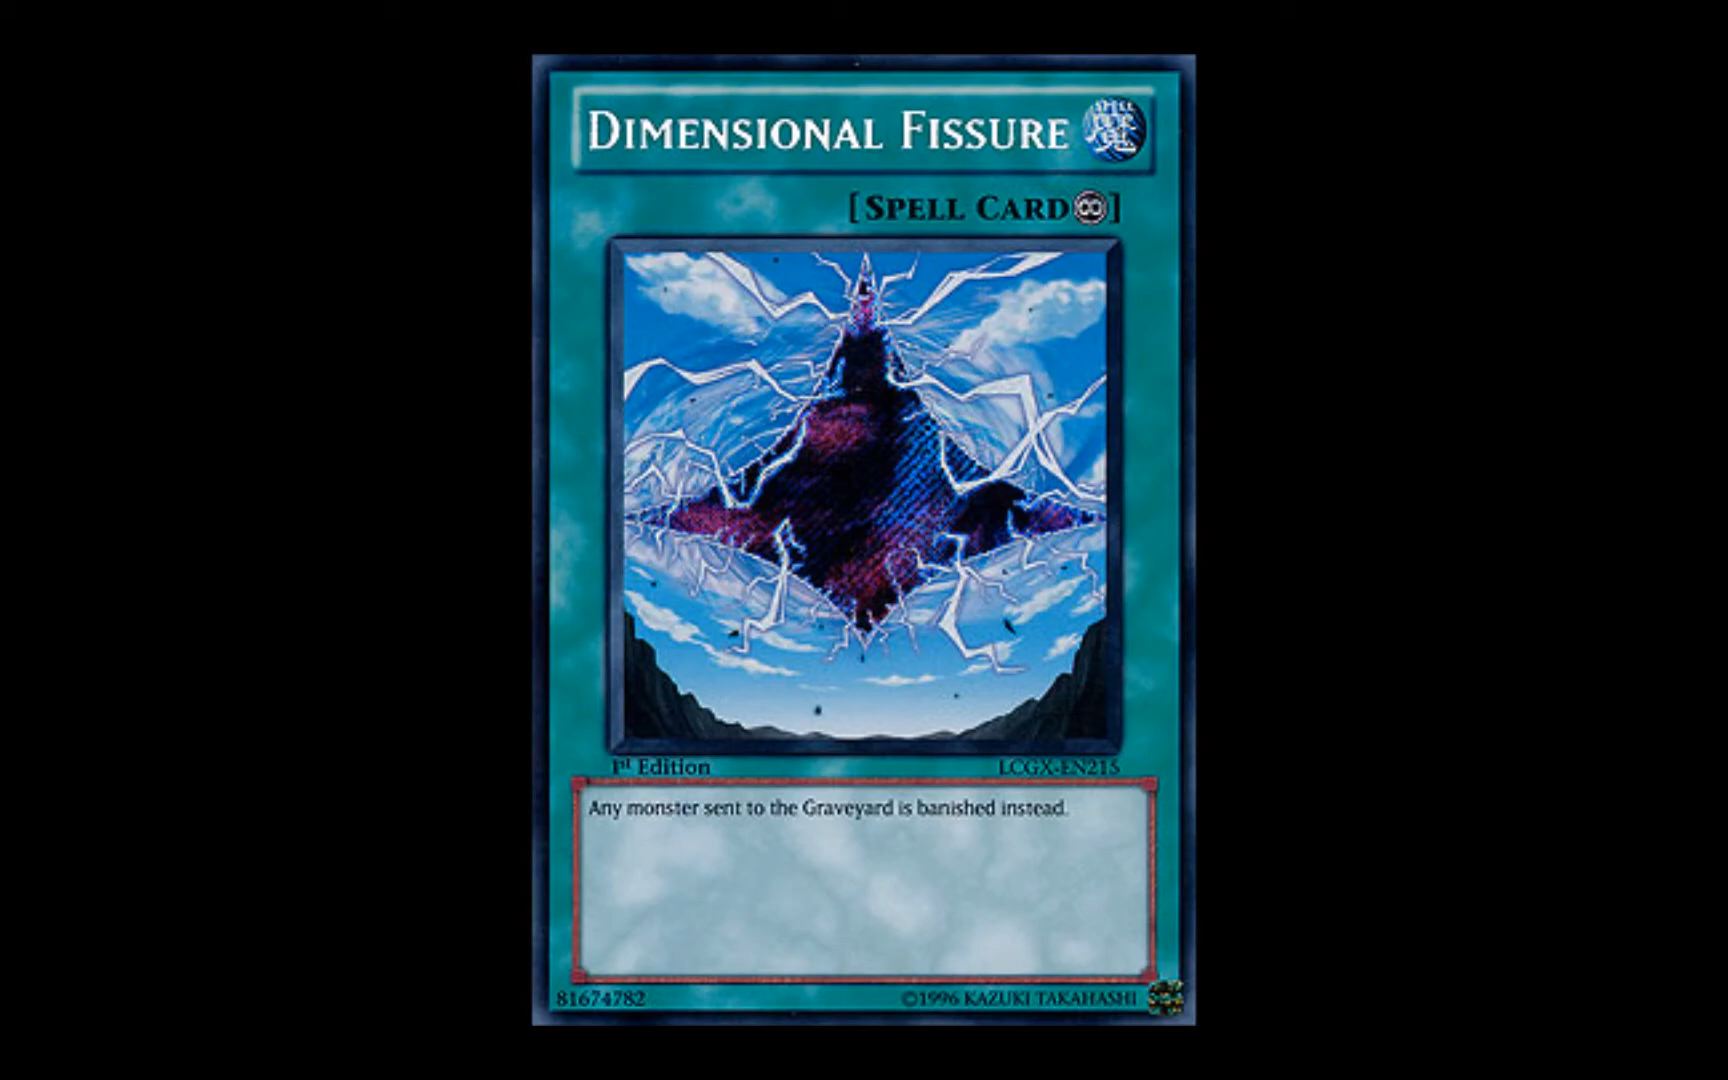 DIMENSIONAL FISSURE
SPELL
[SPELL CARD]
1st Edition
LCGX-EN215
Any monster sent to the Graveyard is banished instead.
81674782
©1996 KAZUKI TAKAHASHI